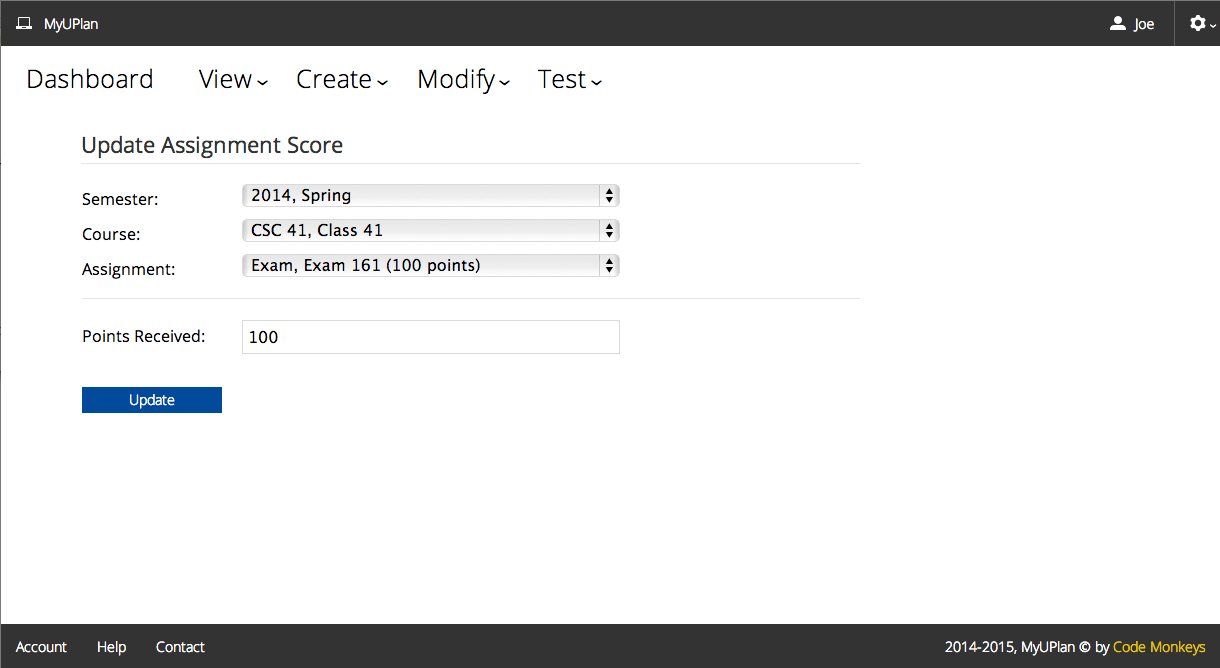 MyUPlan Joe
Dashboard View Create Modify Test
Update Assignment Score
Semester: 2014, Spring
Course: CSC 41, Class 41
Assignment: Exam, Exam 161 (100 points)
Points Received: 100
Update
Account Help Contact 2014-2015, MyUPlan © by Code Monkeys